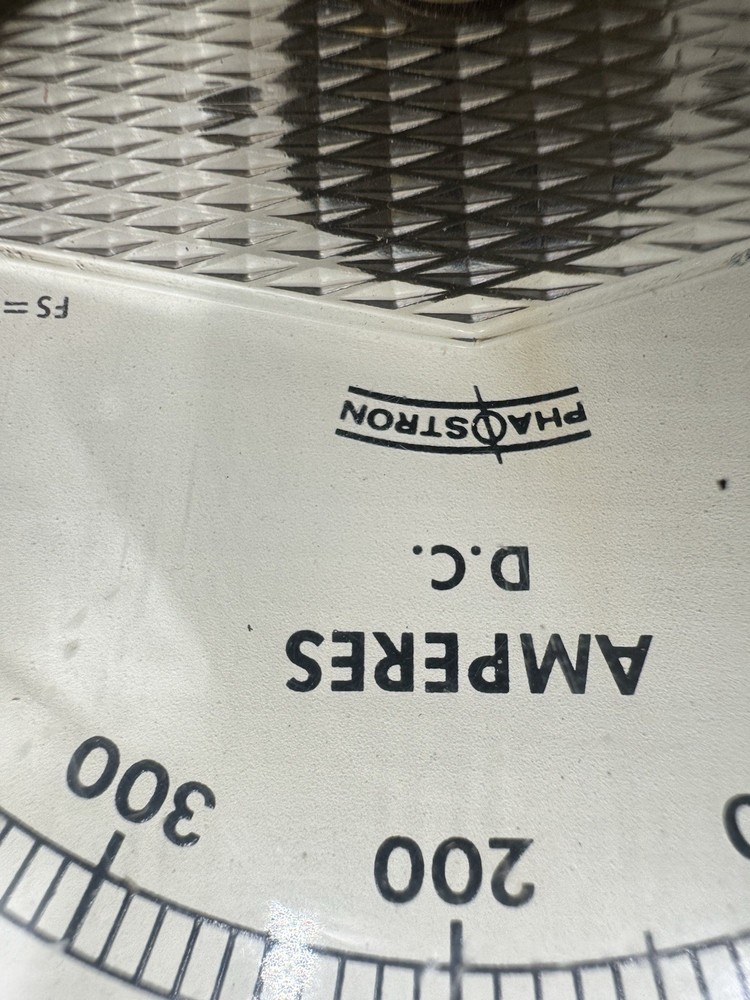 200 300
AMPERES
D.C.
PHAOSTRON
FS =